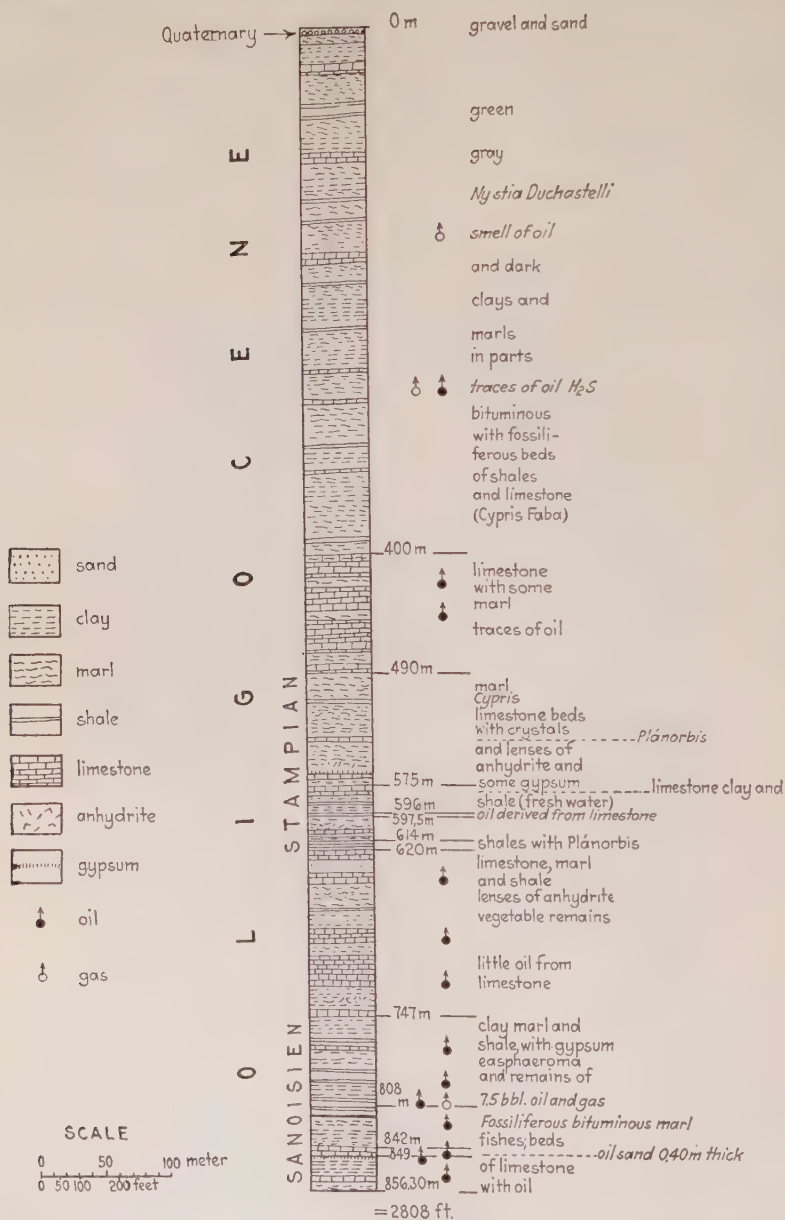 0 m gravel and sand
Quaternary
green
gray
Nystia Duchastelli
smell of oil
and dark
clays and
marls
in parts
traces of oil H₂S
bituminous
with fossili-
ferous beds
of shales
and limestone
(Cypris Faba)
400 m
limestone
with some
marl
traces of oil
490 m
marl
Cypris
limestone beds
with crystals
Plánorbis
and lenses of
anhydrite and
575 m some gypsum limestone clay and
596 m shale (fresh water)
597,5 m oil derived from limestone
614 m shales with Plánorbis
620 m
limestone, marl
and shale
lenses of anhydrite
vegetable remains
little oil from
limestone
747 m
clay marl and
shale, with gypsum
easphaeroma
and remains of
808
m 7.5 bbl. oil and gas
Fossiliferous bituminous marl
842 m fishes; beds
849 oil sand 0,40 m thick
of limestone
856,30 m with oil
= 2808 ft.
OLIGOCENE
STAMPIAN
SANOISIEN
sand
clay
marl
shale
limestone
anhydrite
gypsum
oil
gas
SCALE
0 50 100 meter
0 50 100 200 feet